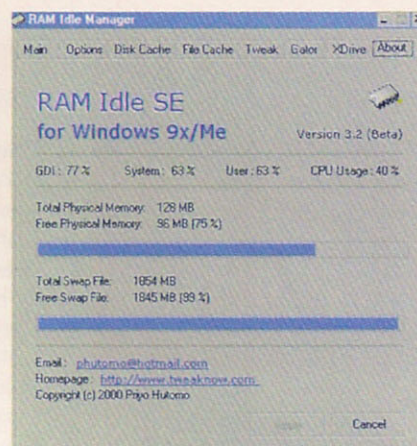 RAM Idle Manager
Main Options Disk Cache File Cache Tweak Gator XDrive About
RAM Idle SE
for Windows 9x/Me
Version 3.2 (Beta)
GDI: 77 % System: 63 % User: 63 % CPU Usage: 40 %
Total Physical Memory: 128 MB
Free Physical Memory: 96 MB (75 %)
Total Swap File: 1854 MB
Free Swap File: 1845 MB (99 %)
Email: phutomo@hotmail.com
Homepage: http://www.tweaknow.com
Copyright (c) 2000 Priyo Hutomo
Cancel